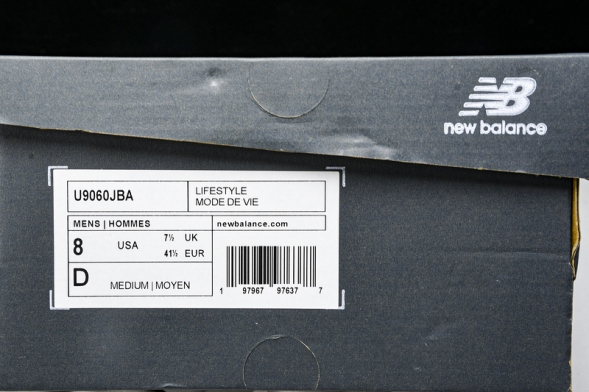 NB
new balance
U9060JBA
LIFESTYLE
MODE DE VIE
MENS | HOMMES
newbalance.com
8 USA 7½ UK
41½ EUR
D MEDIUM | MOYEN
1 97967 97637 7